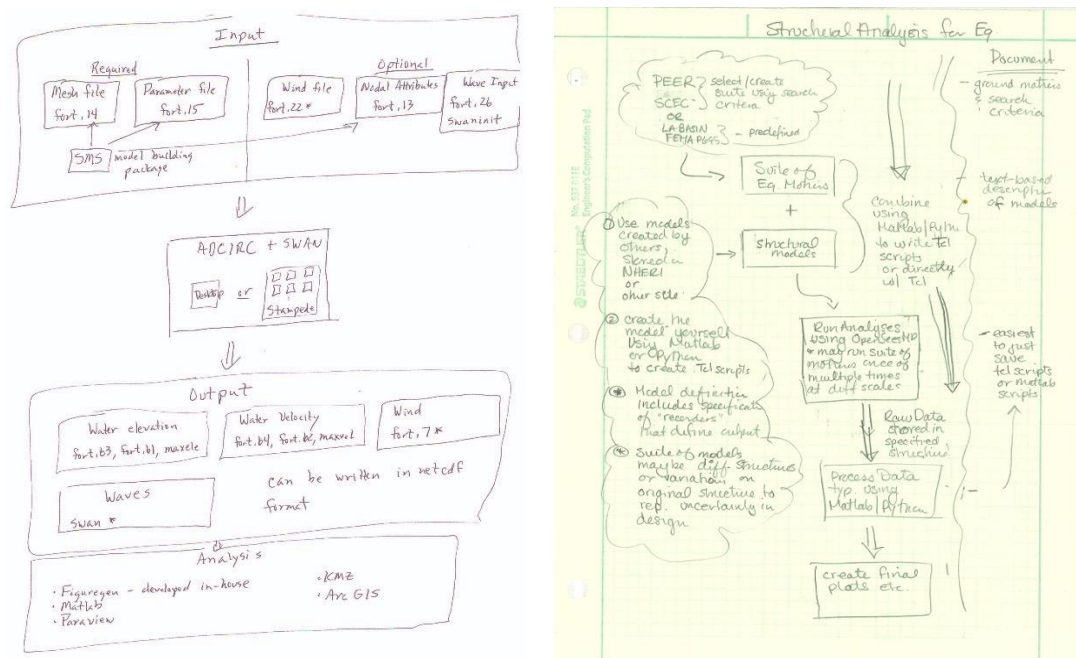 Input
Required
Optional
Mesh file
fort.14
Parameter file
fort.15
Wind file
fort.22*
Nodal Attributes
fort.13
Wave Input
fort.26
swaninit
SMS
model building
package
ADCIRC + SWAN
Desktop or
Stampede
Output
Water elevation
fort.63, fort.61, maxele
Water Velocity
fort.64, fort.62, maxvel
Wind
fort.7*
Waves
swan *
can be written in netcdf
format
Analysis
• Figuregen - developed in-house
• Matlab
• Paraview
• KMZ
• Arc GIS
Structural Analysis for Eq
PEER
SCEC
select/create
suite using search
criteria
OR
LA BASIN
FEMA P695
- predefined
Document
- ground motions
& search
criteria
Suite of
Eq. Motions
+
Structural
models
- text-based
of models
Combine
using
Matlab/Pyth.
to write Tcl
scripts
or directly
w/ Tcl
① Use models
created by
others,
stored in
NHERI
or
other site
② Create the
model yourself
using Matlab
or Python
to create Tcl scripts
* Model definition
includes
of "recorders"
that define output
* Suite of models
maybe diff structures
or variations on
original structure to
rep. uncertainty in
design
Run Analyses
using OpenSeesMP
* may run suite of
motions once or
multiple times
at diff scales
- easiest
to just
save
tcl scripts
or matlab
scripts
Raw Data
stored in
specified
structure
Process Data
typ. using
Matlab/Python
create final
plots etc.
@STAEDTLER® No. 937 811E
Engineer's Computation Pad